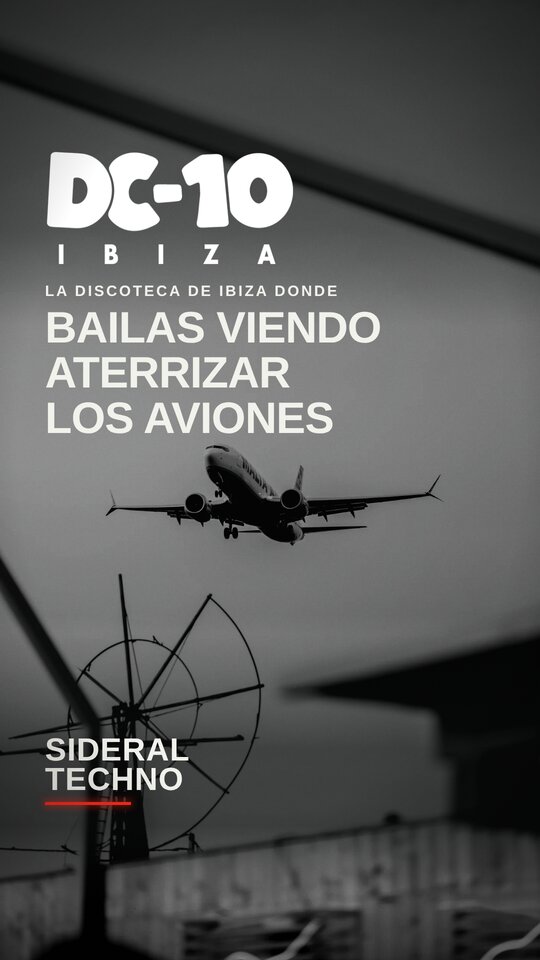 DC-10
IBIZA
LA DISCOTECA DE IBIZA DONDE
BAILAS VIENDO
ATERRIZAR
LOS AVIONES
SIDERAL
TECHNO